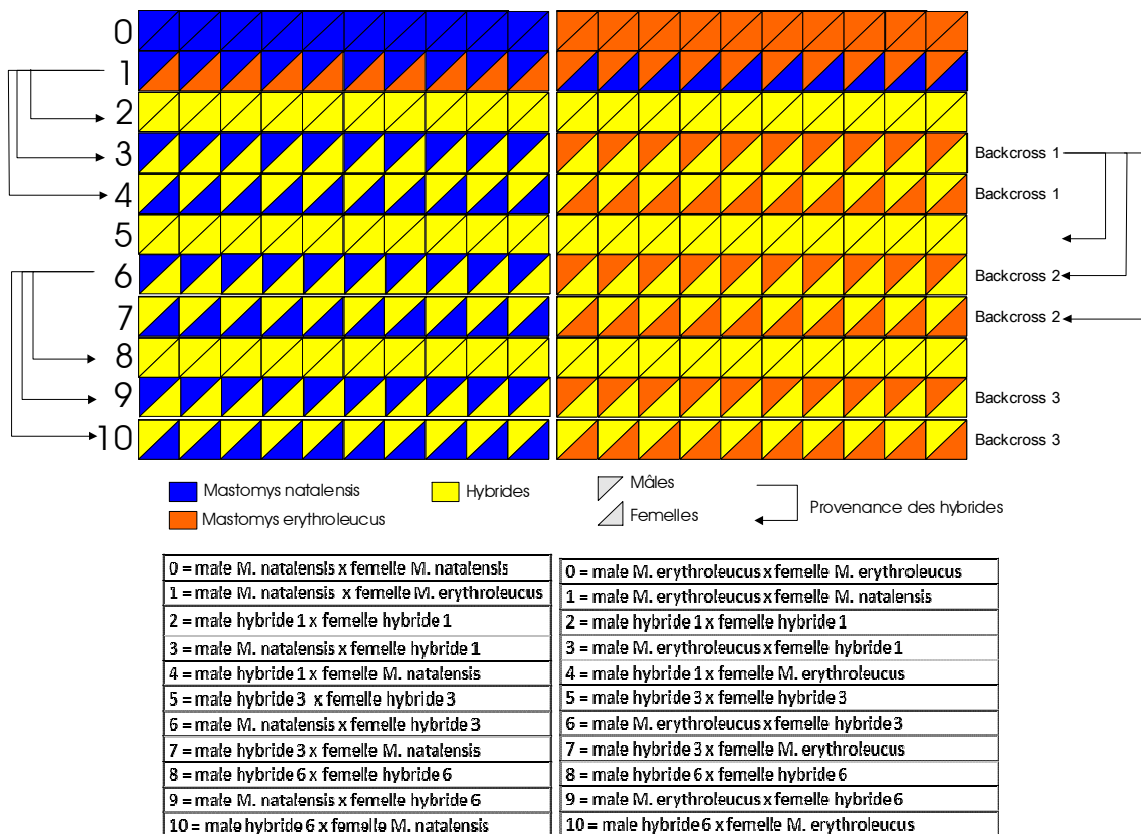 0
1
2
3
4
5
6
7
8
9
10
Backcross 1
Backcross 1
Backcross 2
Backcross 2
Backcross 3
Backcross 3
Mastomys natalensis
Hybrides
Mâles
Mastomys erythroleucus
Femelles
Provenance des hybrides
0 = male M. natalensis x femelle M. natalensis
1 = male M. natalensis x femelle M. erythroleucus
2 = male hybride 1 x femelle hybride 1
3 = male M. natalensis x femelle hybride 1
4 = male hybride 1 x femelle M. natalensis
5 = male hybride 3 x femelle hybride 3
6 = male M. natalensis x femelle hybride 3
7 = male hybride 3 x femelle M. natalensis
8 = male hybride 6 x femelle hybride 6
9 = male M. natalensis x femelle hybride 6
10 = male hybride 6 x femelle M. natalensis
0 = male M. erythroleucus x femelle M. erythroleucus
1 = male M. erythroleucus x femelle M. natalensis
2 = male hybride 1 x femelle hybride 1
3 = male M. erythroleucus x femelle hybride 1
4 = male hybride 1 x femelle M. erythroleucus
5 = male hybride 3 x femelle hybride 3
6 = male M. erythroleucus x femelle hybride 3
7 = male hybride 3 x femelle M. erythroleucus
8 = male hybride 6 x femelle hybride 6
9 = male M. erythroleucus x femelle hybride 6
10 = male hybride 6 x femelle M. erythroleucus